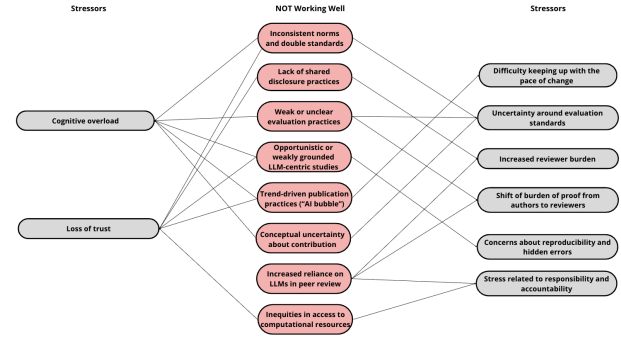 Stressors
NOT Working Well
Stressors
Inconsistent norms
and double standards
Lack of shared
disclosure practices
Weak or unclear
evaluation practices
Opportunistic or
weakly grounded
LLM-centric studies
Trend-driven publication
practices ("AI bubble")
Conceptual uncertainty
about contribution
Increased reliance on
LLMs in peer review
Inequities in access to
computational resources
Cognitive overload
Loss of trust
Difficulty keeping up with the
pace of change
Uncertainty around evaluation
standards
Increased reviewer burden
Shift of burden of proof from
authors to reviewers
Concerns about reproducibility and
hidden errors
Stress related to responsibility and
accountability